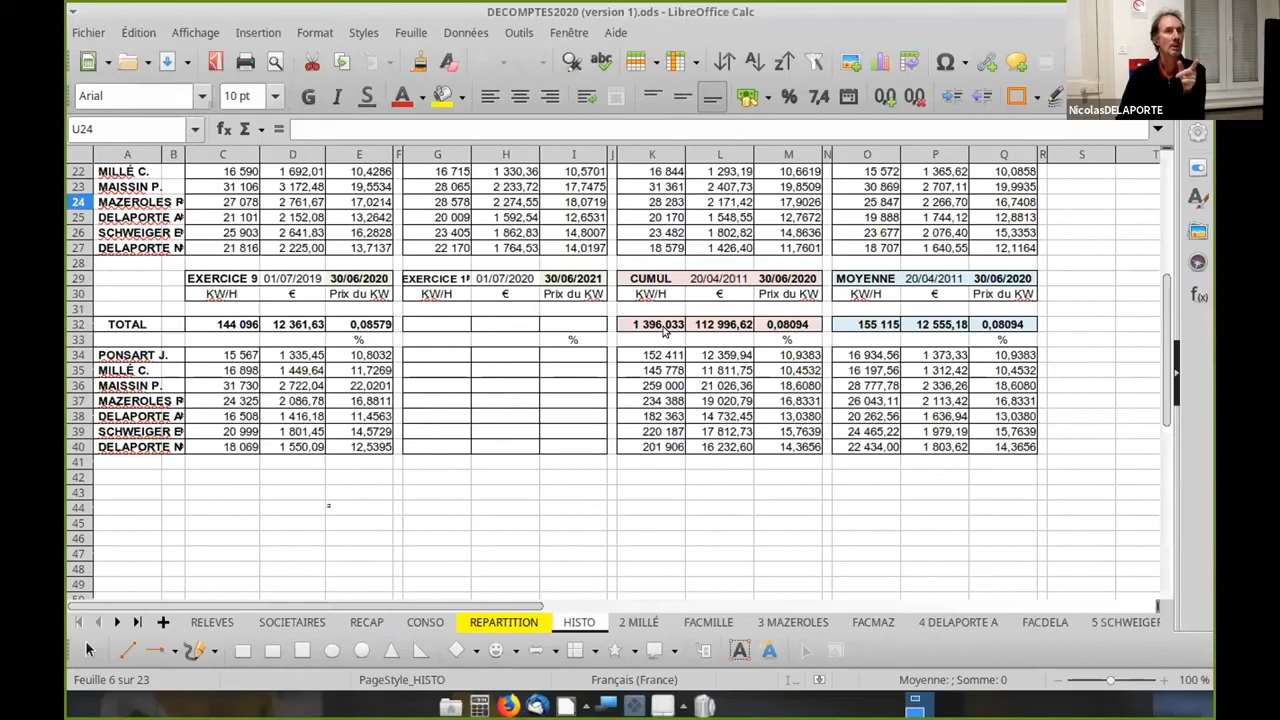 DECOMPTES2020 (version 1).ods - LibreOffice Calc
Fichier Édition Affichage Insertion Format Styles Feuille Données Outils Fenêtre Aide
NicolasDELAPORTE
Arial 10 pt
U24
A B C D E F G H I J K L M N O P Q R S T
22 MILLÉ C. 16 590 1 692,01 10,4286 16 715 1 330,36 10,5701 16 844 1 293,19 10,6619 15 572 1 365,62 10,0858
23 MAISSIN P. 31 106 3 172,48 19,5534 28 065 2 233,72 17,7475 31 361 2 407,73 19,8509 30 869 2 707,11 19,9935
24 MAZEROLES 27 078 2 761,67 17,0214 28 578 2 274,55 18,0719 28 283 2 171,42 17,9026 25 847 2 266,70 16,7408
25 DELAPORTE A 21 101 2 152,08 13,2642 20 009 1 592,54 12,6531 20 170 1 548,55 12,7672 19 888 1 744,12 12,8813
26 SCHWEIGER 25 903 2 641,83 16,2828 23 405 1 862,83 14,8007 23 482 1 802,82 14,8636 23 677 2 076,40 15,3353
27 DELAPORTE 21 816 2 225,00 13,7137 22 170 1 764,53 14,0197 18 579 1 426,40 11,7601 18 707 1 640,55 12,1164
28
29 EXERCICE 9 01/07/2019 30/06/2020 EXERCICE 01/07/2020 30/06/2021 CUMUL 20/04/2011 30/06/2020 MOYENNE 20/04/2011 30/06/2020
30 KW/H € Prix du KW KW/H € Prix du KW KW/H € Prix du KW KW/H € Prix du KW
31
32 TOTAL 144 096 12 361,63 0,08579 1 396,033 112 996,62 0,08094 155 115 12 555,18 0,08094
33 % % % %
34 PONSART J. 15 567 1 335,45 10,8032 152 411 12 359,94 10,9383 16 934,56 1 373,33 10,9383
35 MILLÉ C. 16 898 1 449,64 11,7269 145 778 11 811,75 10,4532 16 197,56 1 312,42 10,4532
36 MAISSIN P. 31 730 2 722,04 22,0201 259 000 21 026,36 18,6080 28 777,78 2 336,26 18,6080
37 MAZEROLES 24 325 2 086,78 16,8811 234 388 19 020,79 16,8331 26 043,11 2 113,42 16,8331
38 DELAPORTE A 16 508 1 416,18 11,4563 182 363 14 732,45 13,0380 20 262,56 1 636,94 13,0380
39 SCHWEIGER 20 999 1 801,45 14,5729 220 187 17 812,73 15,7639 24 465,22 1 979,19 15,7639
40 DELAPORTE 18 069 1 550,09 12,5395 201 906 16 232,60 14,3656 22 434,00 1 803,62 14,3656
41
42
43
44 ²
45
46
47
48
49
RELEVES SOCIETAIRES RECAP CONSO REPARTITION HISTO 2 MILLÉ FACMILLE 3 MAZEROLES FACMAZ 4 DELAPORTE A FACDELA 5 SCHWEIGER
Feuille 6 sur 23 PageStyle_HISTO Français (France) Moyenne: ; Somme: 0 100 %